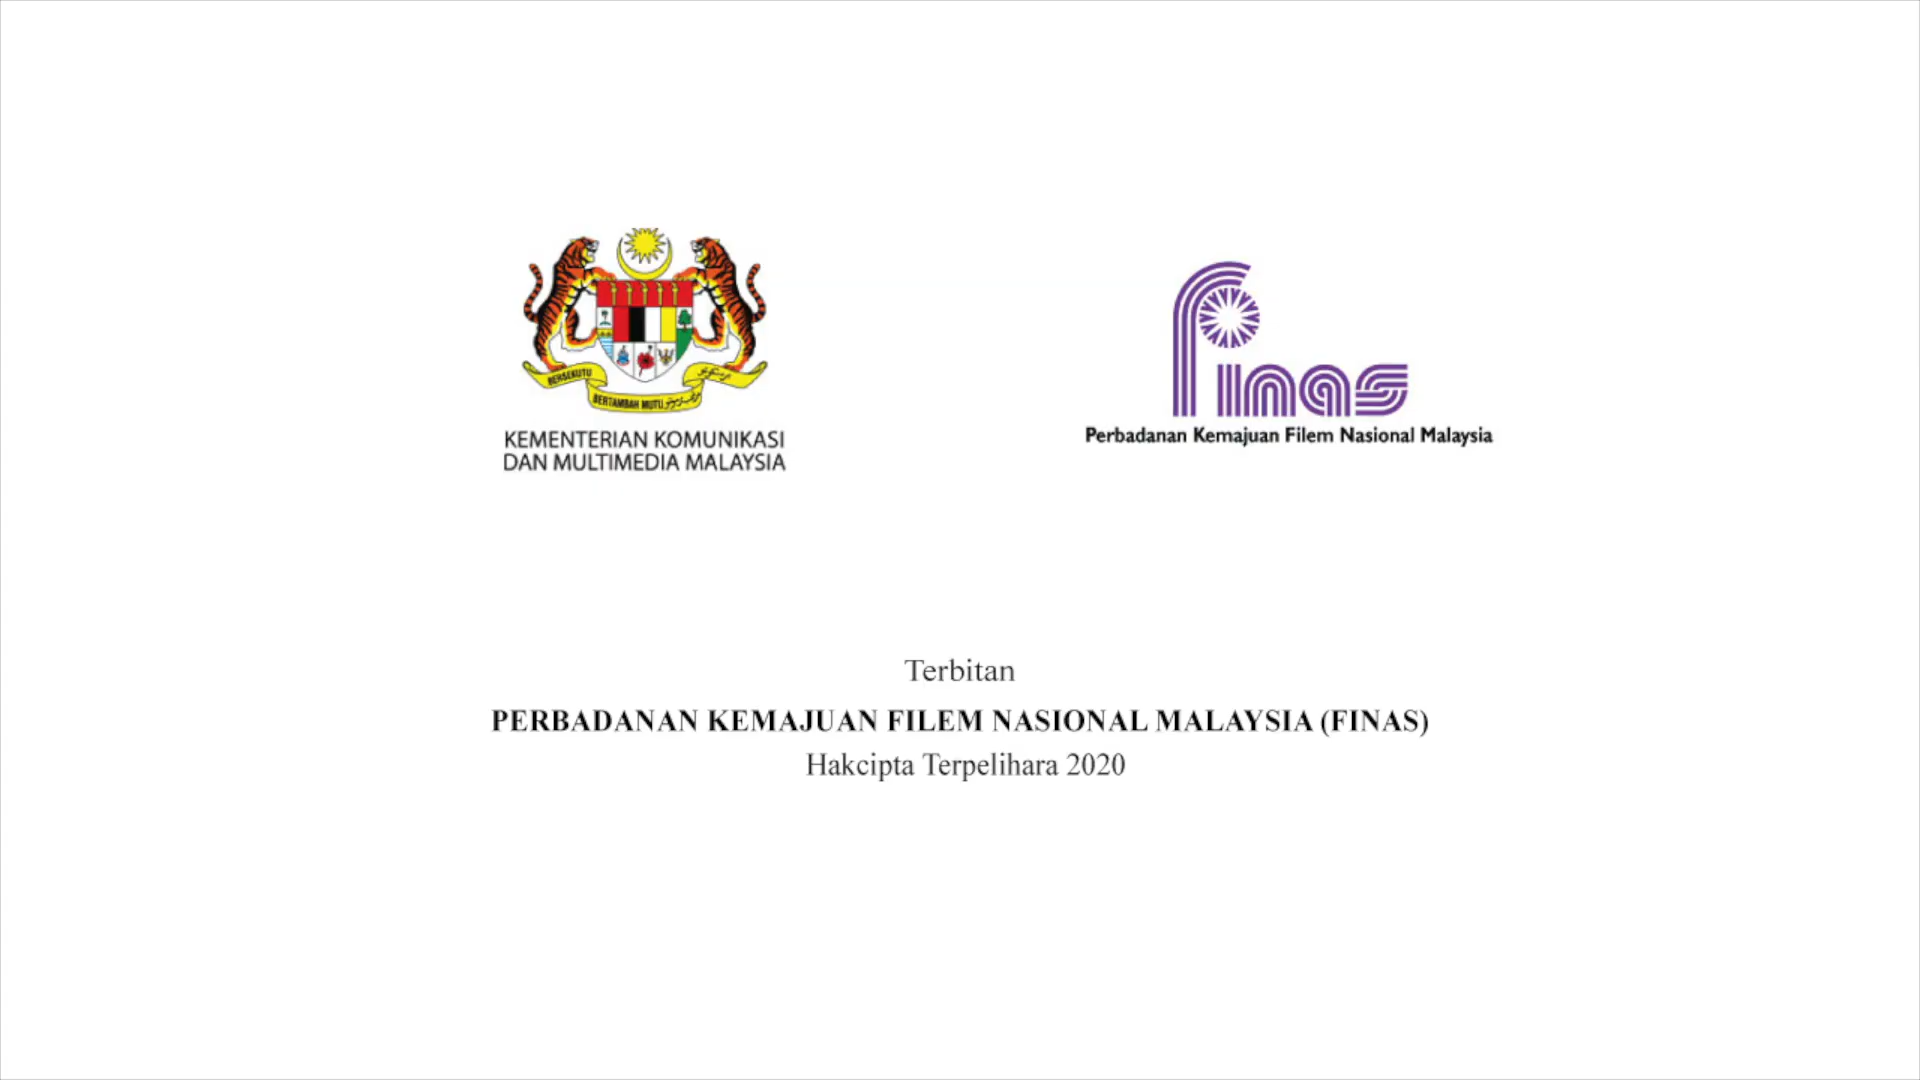 BERSEKUTU
BERTAMBAH MUTU
KEMENTERIAN KOMUNIKASI
DAN MULTIMEDIA MALAYSIA
Finas
Perbadanan Kemajuan Filem Nasional Malaysia
Terbitan
PERBADANAN KEMAJUAN FILEM NASIONAL MALAYSIA (FINAS)
Hakcipta Terpelihara 2020